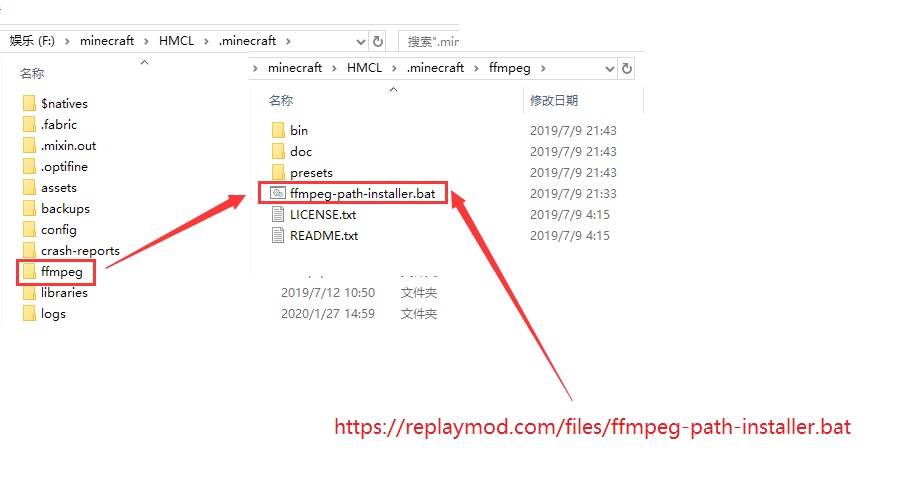 娱乐 (F:) > minecraft > HMCL > .minecraft >
搜索".min
名称
$natives
.fabric
.mixin.out
.optifine
assets
backups
config
crash-reports
ffmpeg
libraries
logs
> minecraft > HMCL > .minecraft > ffmpeg >
名称 修改日期
bin 2019/7/9 21:43
doc 2019/7/9 21:43
presets 2019/7/9 21:43
ffmpeg-path-installer.bat 2019/7/9 21:33
LICENSE.txt 2019/7/9 4:15
README.txt 2019/7/9 4:15
2019/7/12 10:50 文件夹
2020/1/27 14:59 文件夹
https://replaymod.com/files/ffmpeg-path-installer.bat